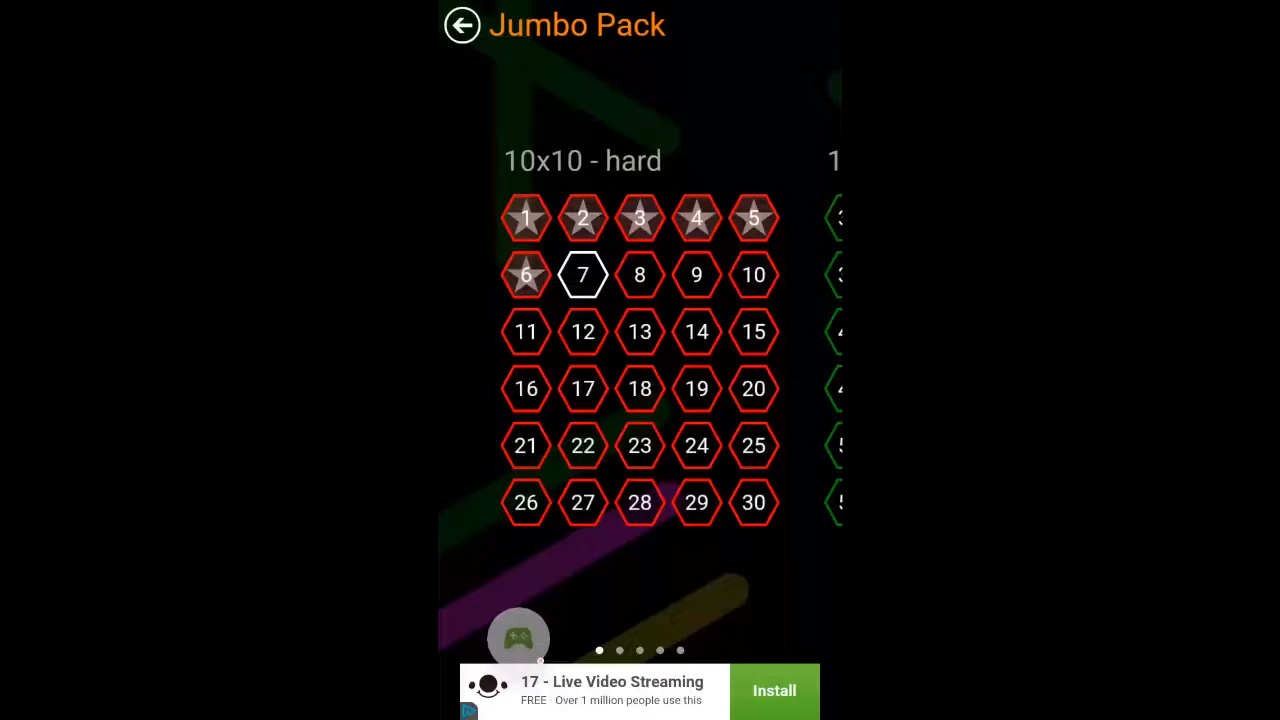 Jumbo Pack
10x10 - hard
1
1 2 3 4 5
6 7 8 9 10
11 12 13 14 15
16 17 18 19 20
21 22 23 24 25
26 27 28 29 30
17 - Live Video Streaming
FREE · Over 1 million people use this
Install